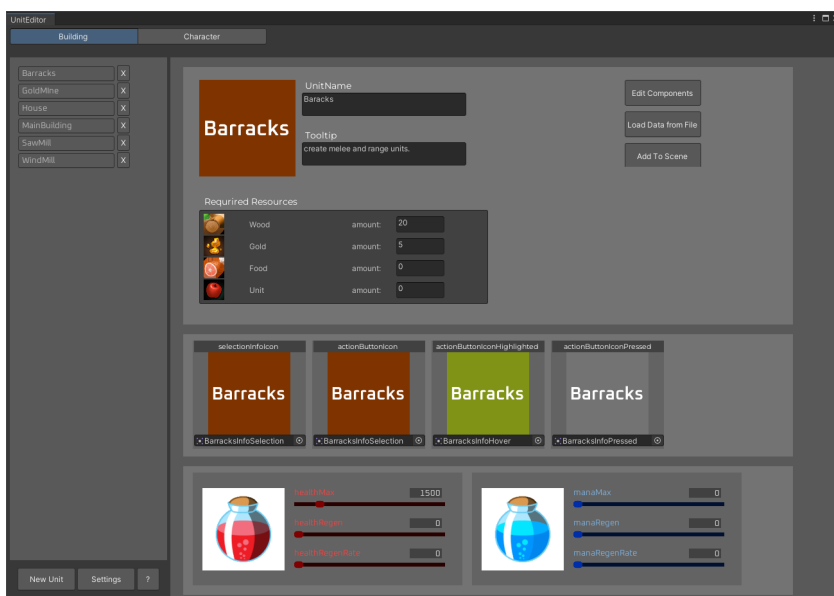 UnitEditor
Building
Character
Barracks X
GoldMIne X
House X
MainBuilding X
SawMill X
WindMill X
New Unit
Settings
?
Barracks
UnitName
Baracks
Tooltip
create melee and range units.
Edit Components
Load Data from File
Add To Scene
Requrired Resources
Wood amount: 20
Gold amount: 5
Food amount: 0
Unit amount: 0
selectionInfoIcon
Barracks
BarracksInfoSelection
actionButtonIcon
Barracks
BarracksInfoSelection
actionButtonIconHighlighted
Barracks
BarracksInfoHover
actionButtonIconPressed
Barracks
BarracksInfoPressed
healthMax 1500
healthRegen 0
healthRegenRate 0
manaMax 0
manaRegen 0
manaRegenRate 0